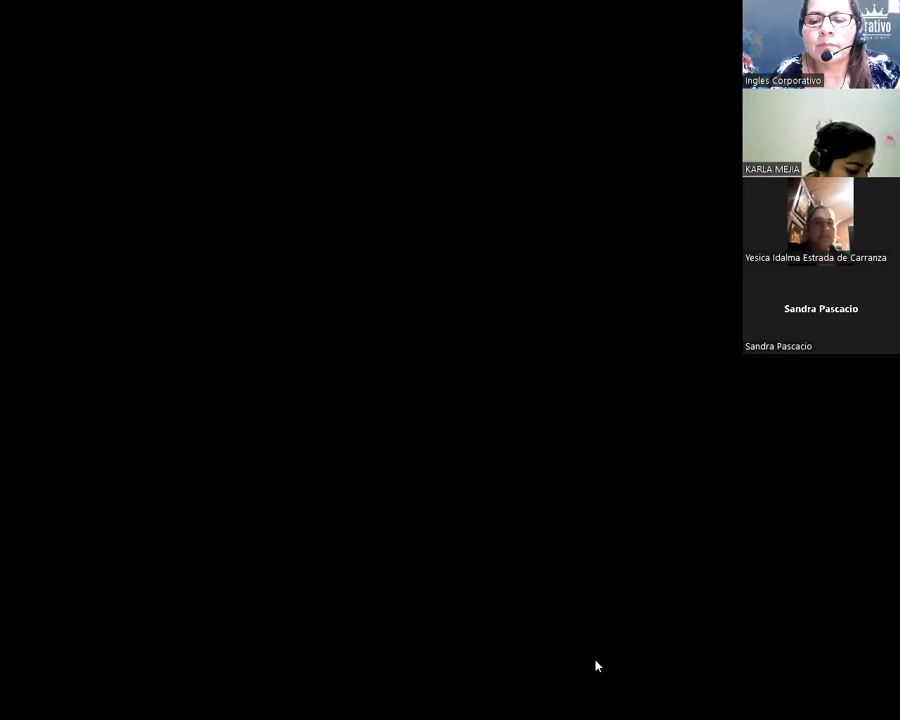 rativo
Ingles Corporativo
KARLA MEJIA
Yesica Idalma Estrada de Carranza
Sandra Pascacio
Sandra Pascacio